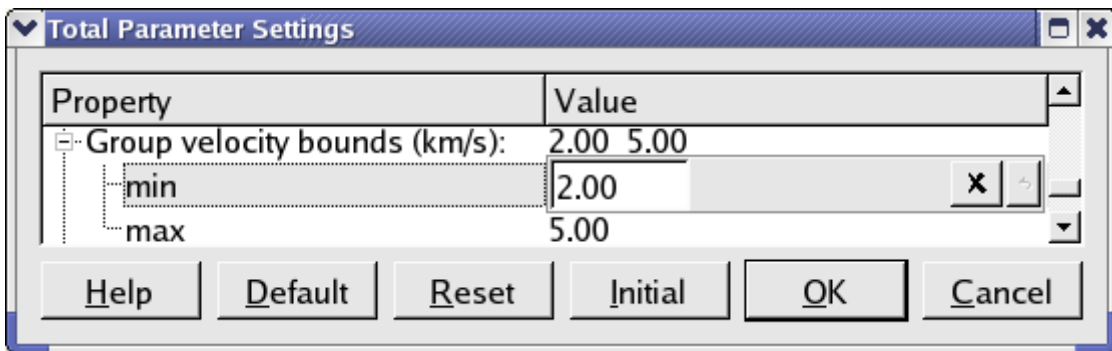 Total Parameter Settings
Property Value
Group velocity bounds (km/s): 2.00 5.00
min 2.00
max 5.00
Help Default Reset Initial OK Cancel